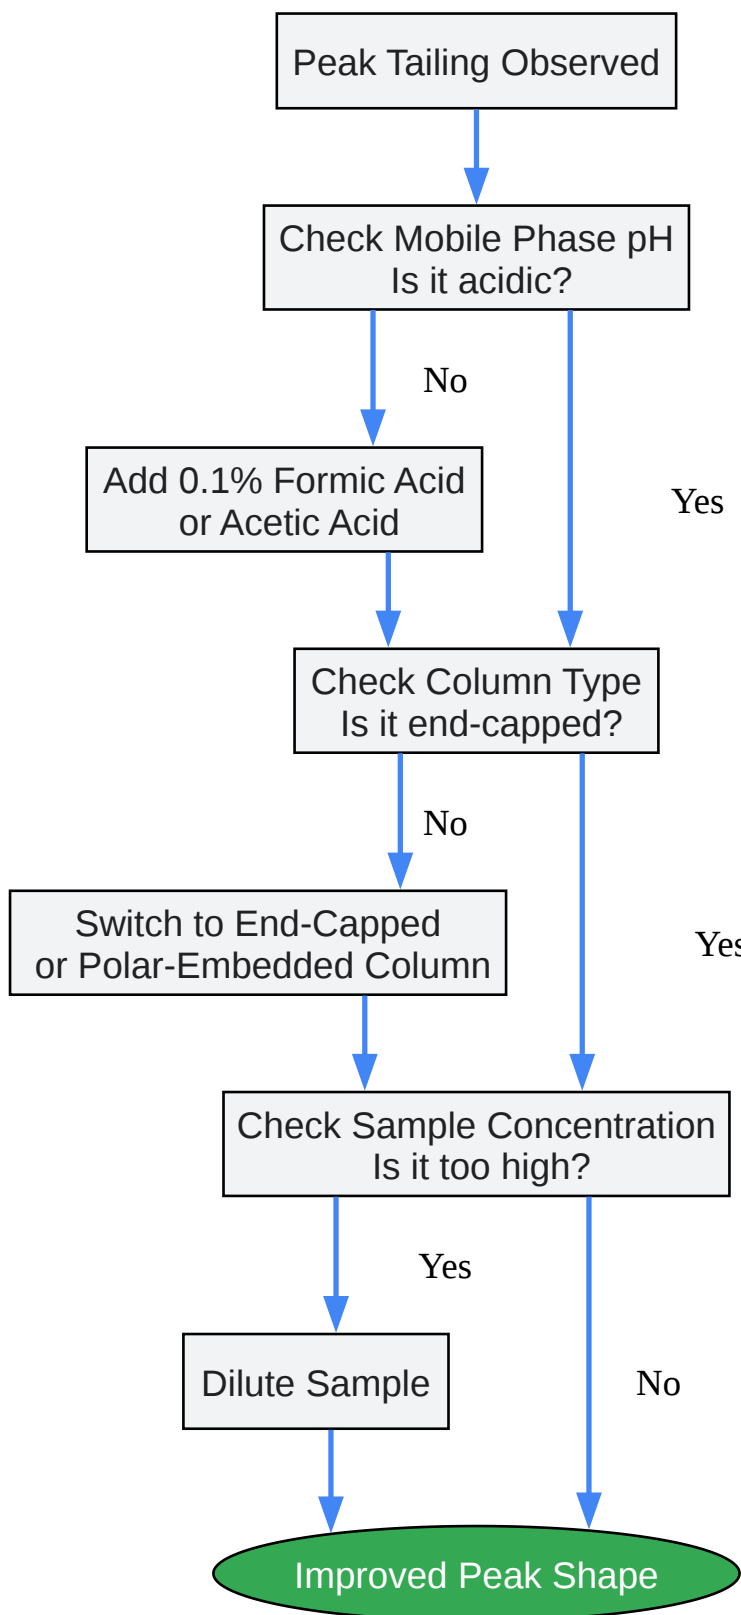 Peak Tailing Observed
Check Mobile Phase pH
Is it acidic?
No
Add 0.1% Formic Acid
or Acetic Acid
Yes
Check Column Type
Is it end-capped?
No
Switch to End-Capped
or Polar-Embedded Column
Yes
Check Sample Concentration
Is it too high?
Yes
Dilute Sample
No
Improved Peak Shape